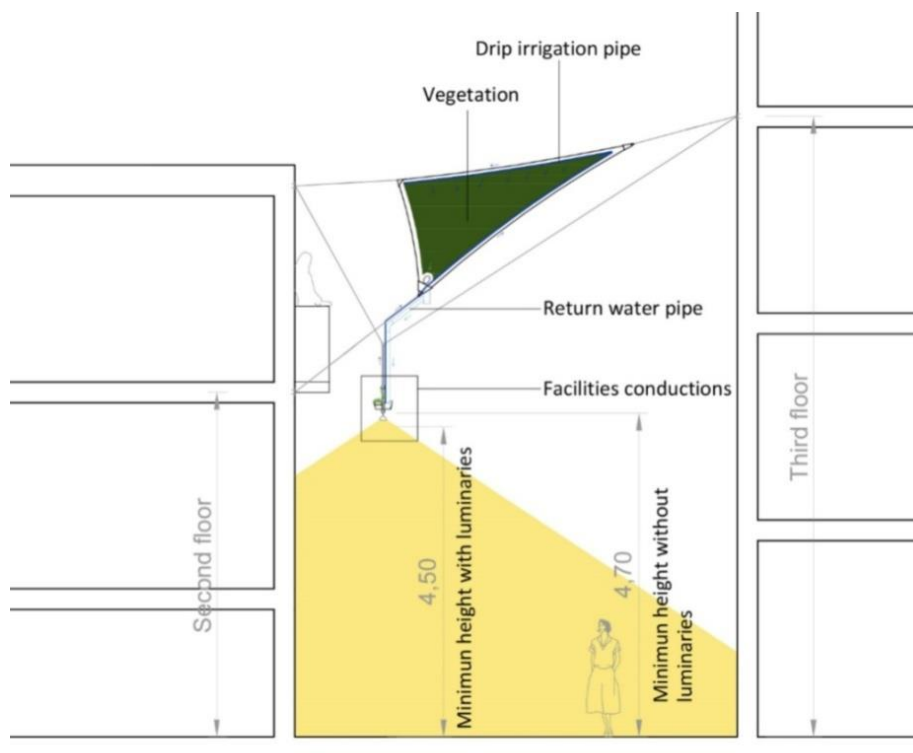 Drip irrigation pipe
Vegetation
Return water pipe
Facilities conductions
Third floor
Second floor
4,50
Minimun height with luminaries
4,70
Minimun height without
luminaries